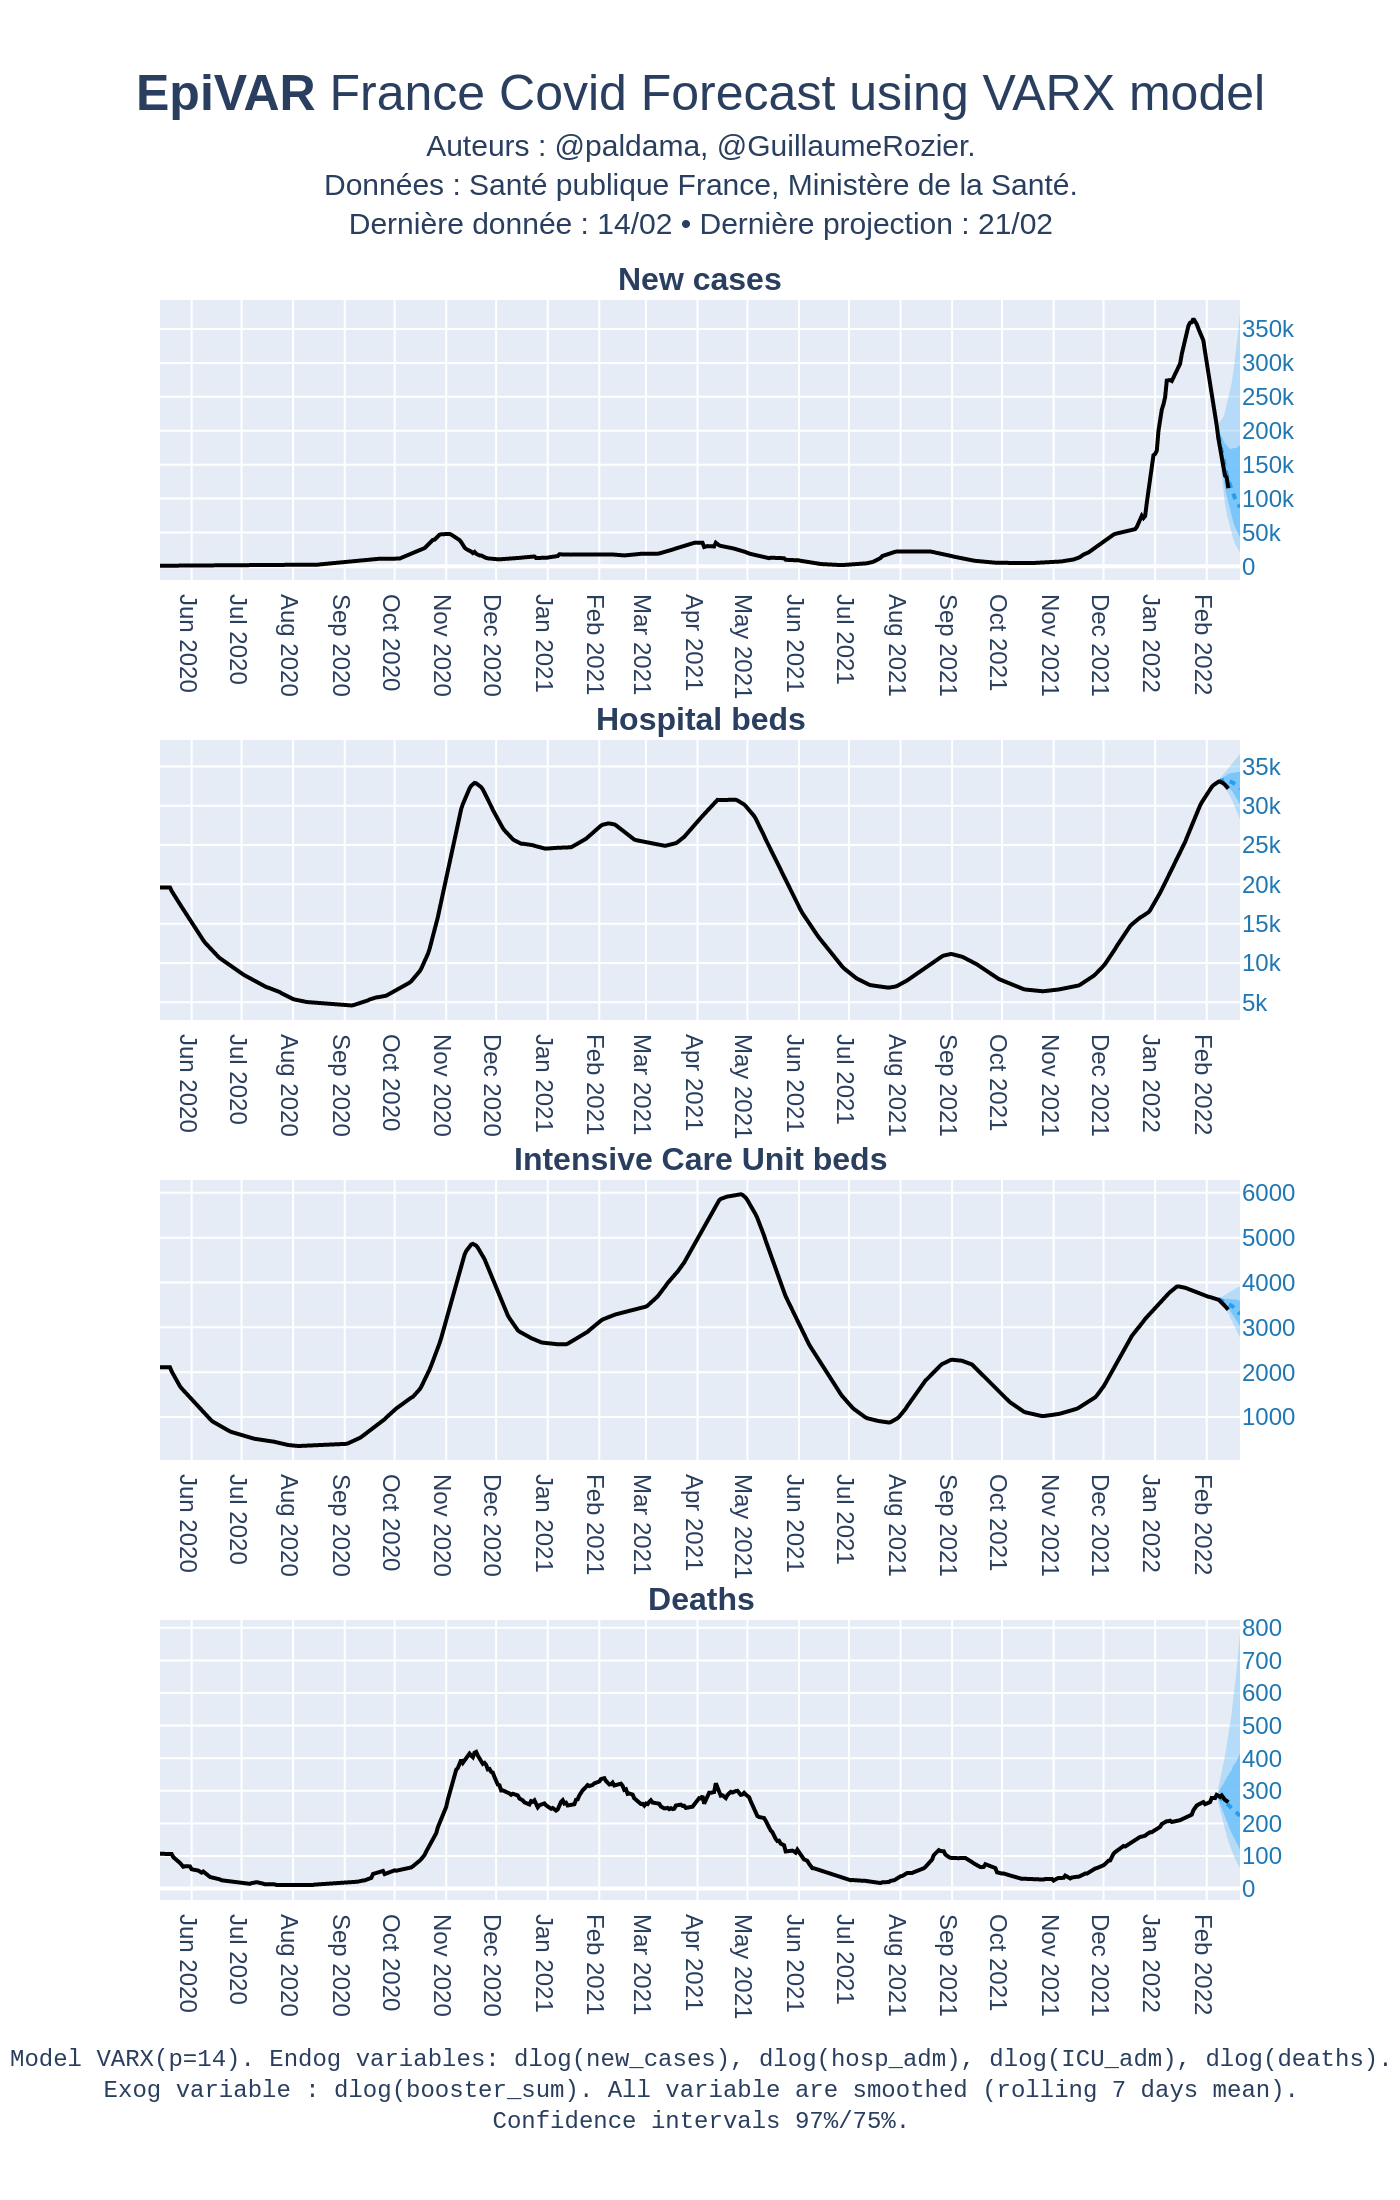 EpiVAR France Covid Forecast using VARX model
Auteurs : @paldama, @GuillaumeRozier.
Données : Santé publique France, Ministère de la Santé.
Dernière donnée : 14/02 • Dernière projection : 21/02
New cases
350k
300k
250k
200k
150k
100k
50k
0
Jun 2020
Jul 2020
Aug 2020
Sep 2020
Oct 2020
Nov 2020
Dec 2020
Jan 2021
Feb 2021
Mar 2021
Apr 2021
May 2021
Jun 2021
Jul 2021
Aug 2021
Sep 2021
Oct 2021
Nov 2021
Dec 2021
Jan 2022
Feb 2022
Hospital beds
35k
30k
25k
20k
15k
10k
5k
Jun 2020
Jul 2020
Aug 2020
Sep 2020
Oct 2020
Nov 2020
Dec 2020
Jan 2021
Feb 2021
Mar 2021
Apr 2021
May 2021
Jun 2021
Jul 2021
Aug 2021
Sep 2021
Oct 2021
Nov 2021
Dec 2021
Jan 2022
Feb 2022
Intensive Care Unit beds
6000
5000
4000
3000
2000
1000
Jun 2020
Jul 2020
Aug 2020
Sep 2020
Oct 2020
Nov 2020
Dec 2020
Jan 2021
Feb 2021
Mar 2021
Apr 2021
May 2021
Jun 2021
Jul 2021
Aug 2021
Sep 2021
Oct 2021
Nov 2021
Dec 2021
Jan 2022
Feb 2022
Deaths
800
700
600
500
400
300
200
100
0
Jun 2020
Jul 2020
Aug 2020
Sep 2020
Oct 2020
Nov 2020
Dec 2020
Jan 2021
Feb 2021
Mar 2021
Apr 2021
May 2021
Jun 2021
Jul 2021
Aug 2021
Sep 2021
Oct 2021
Nov 2021
Dec 2021
Jan 2022
Feb 2022
Model VARX(p=14). Endog variables: dlog(new_cases), dlog(hosp_adm), dlog(ICU_adm), dlog(deaths).
Exog variable : dlog(booster_sum). All variable are smoothed (rolling 7 days mean).
Confidence intervals 97%/75%.